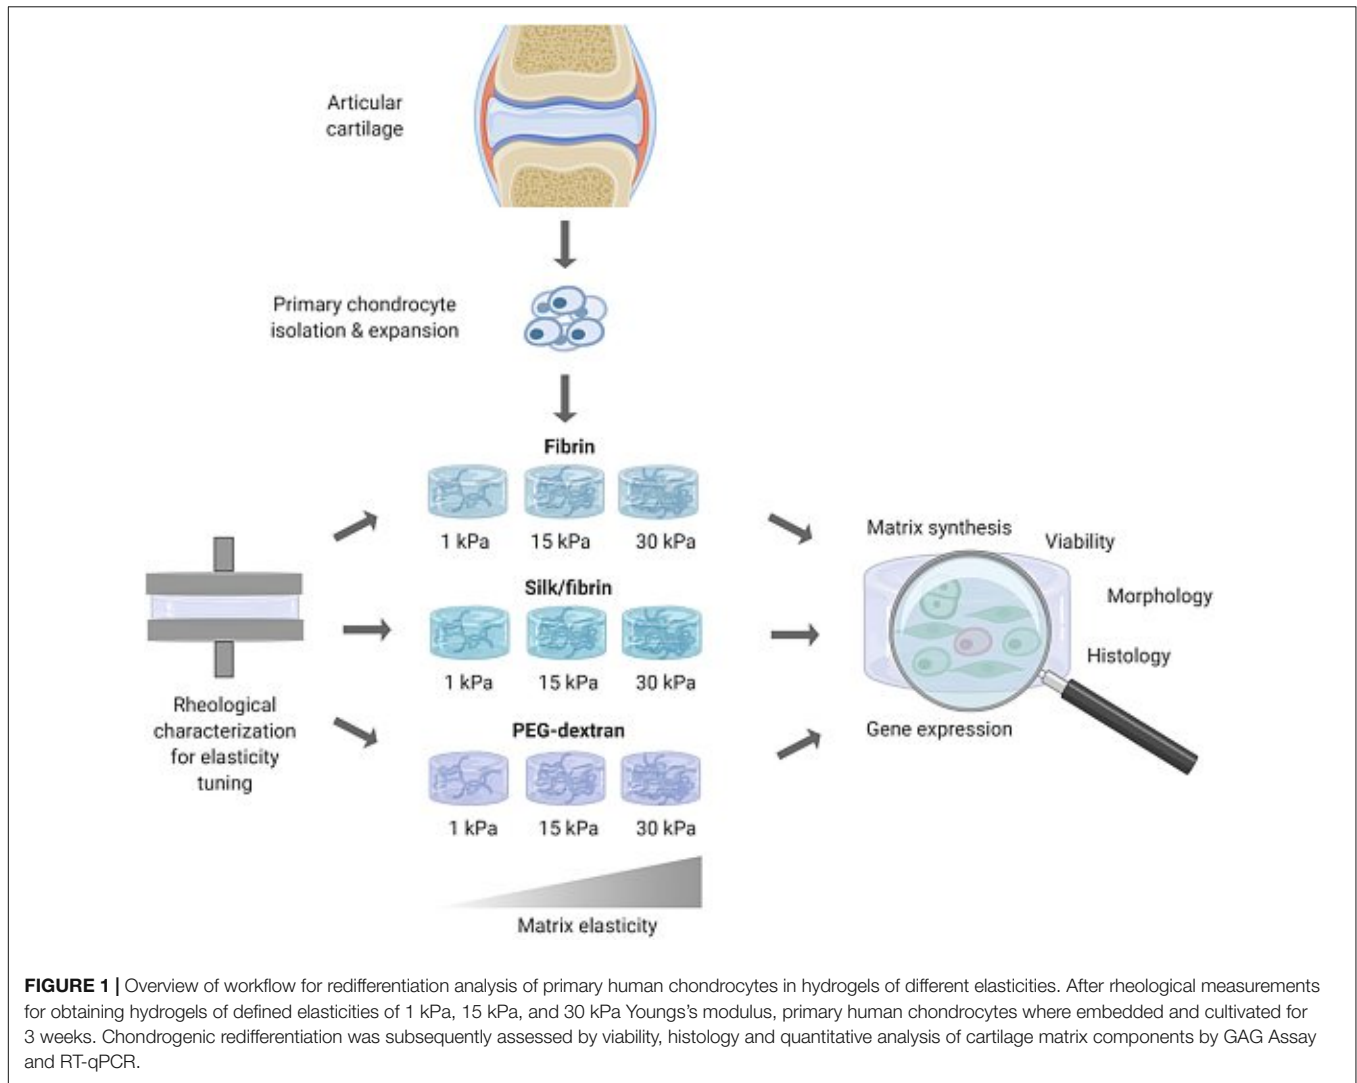 Articular
cartilage
Primary chondrocyte
isolation & expansion
Fibrin
1 kPa 15 kPa 30 kPa
Silk/fibrin
1 kPa 15 kPa 30 kPa
PEG-dextran
1 kPa 15 kPa 30 kPa
Matrix elasticity
Rheological
characterization
for elasticity
tuning
Matrix synthesis
Viability
Morphology
Histology
Gene expression
FIGURE 1 | Overview of workflow for redifferentiation analysis of primary human chondrocytes in hydrogels of different elasticities. After rheological measurements
for obtaining hydrogels of defined elasticities of 1 kPa, 15 kPa, and 30 kPa Youngs's modulus, primary human chondrocytes where embedded and cultivated for
3 weeks. Chondrogenic redifferentiation was subsequently assessed by viability, histology and quantitative analysis of cartilage matrix components by GAG Assay
and RT-qPCR.